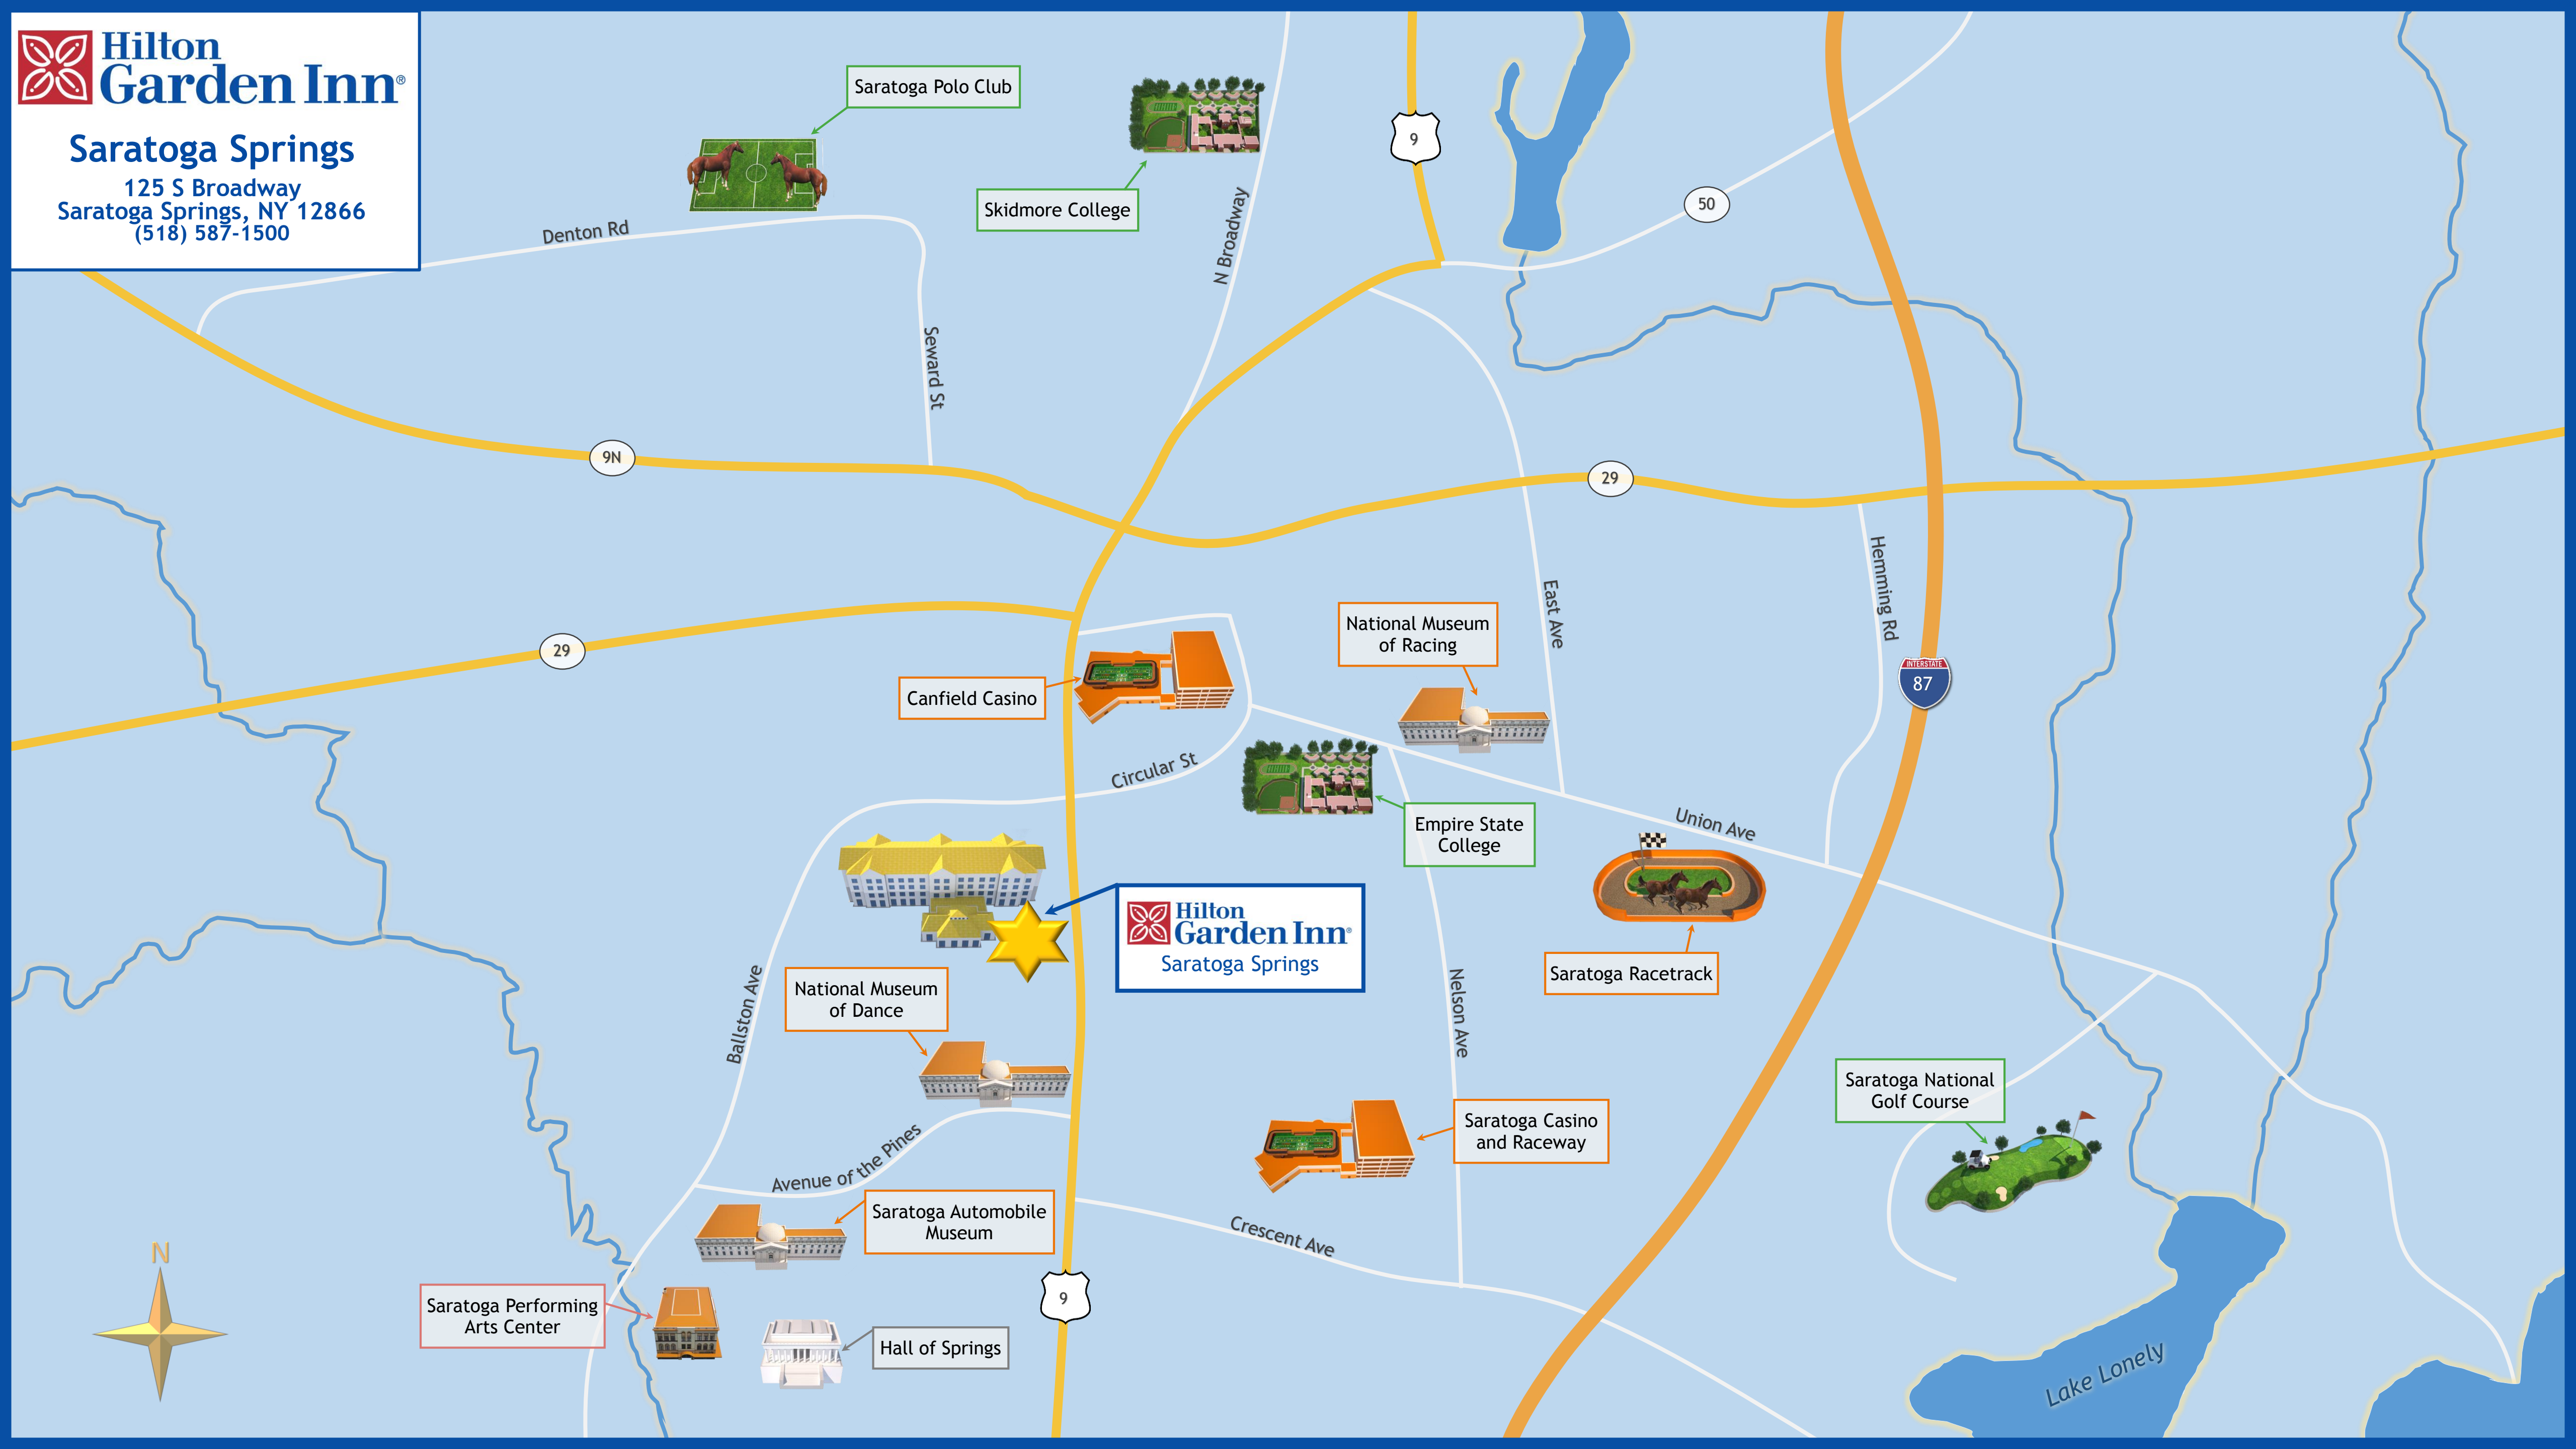 Hilton
Garden Inn®
Saratoga Springs
125 S Broadway
Saratoga Springs, NY 12866
(518) 587-1500
Saratoga Polo Club
Skidmore College
9
50
N Broadway
Denton Rd
Seward St
9N
29
29
East Ave
Hemming Rd
National Museum
of Racing
INTERSTATE
87
Canfield Casino
Circular St
Empire State
College
Union Ave
Hilton
Garden Inn®
Saratoga Springs
Saratoga Racetrack
National Museum
of Dance
Ballston Ave
Nelson Ave
Saratoga National
Golf Course
Saratoga Casino
and Raceway
Avenue of the Pines
Saratoga Automobile
Museum
Crescent Ave
N
9
Saratoga Performing
Arts Center
Hall of Springs
Lake Lonely